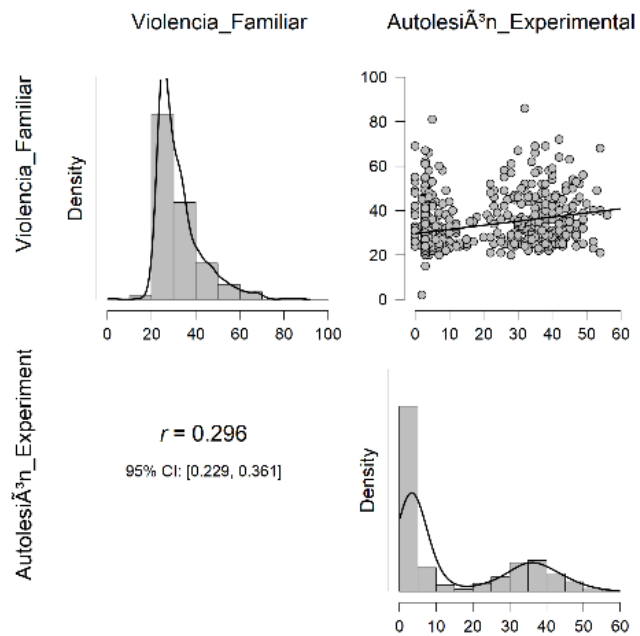 Violencia_Familiar
AutolesiÃ³n_Experimental
Violencia_Familiar
Density
0 20 40 60 80 100
100
80
60
40
20
0
0 10 20 30 40 50 60
AutolesiÃ³n_Experiment
r = 0.296
95% CI: [0.229, 0.361]
Density
0 10 20 30 40 50 60